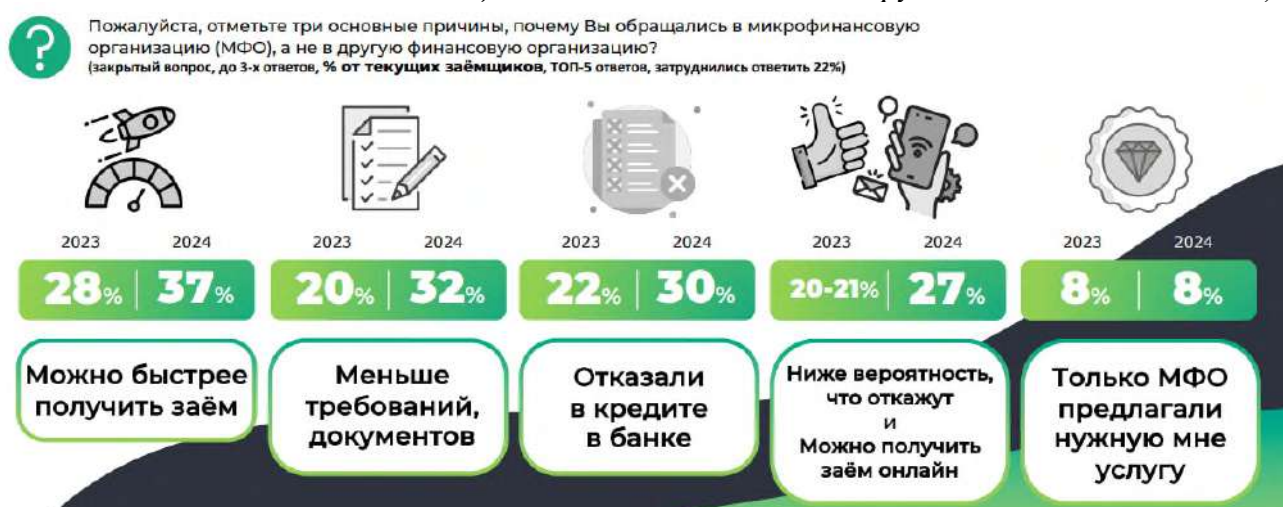 ?
Пожалуйста, отметьте три основные причины, почему Вы обращались в микрофинансовую
организацию (МФО), а не в другую финансовую организацию?
(закрытый вопрос, до 3-х ответов, % от текущих заёмщиков, ТОП-5 ответов, затруднились ответить 22%)
2023 2024
28% 37%
Можно быстрее
получить заём
2023 2024
20% 32%
Меньше
требований,
документов
2023 2024
22% 30%
Отказали
в кредите
в банке
2023 2024
20-21% 27%
Ниже вероятность,
что откажут
и
Можно получить
заём онлайн
2023 2024
8% 8%
Только МФО
предлагали
нужную мне
услугу